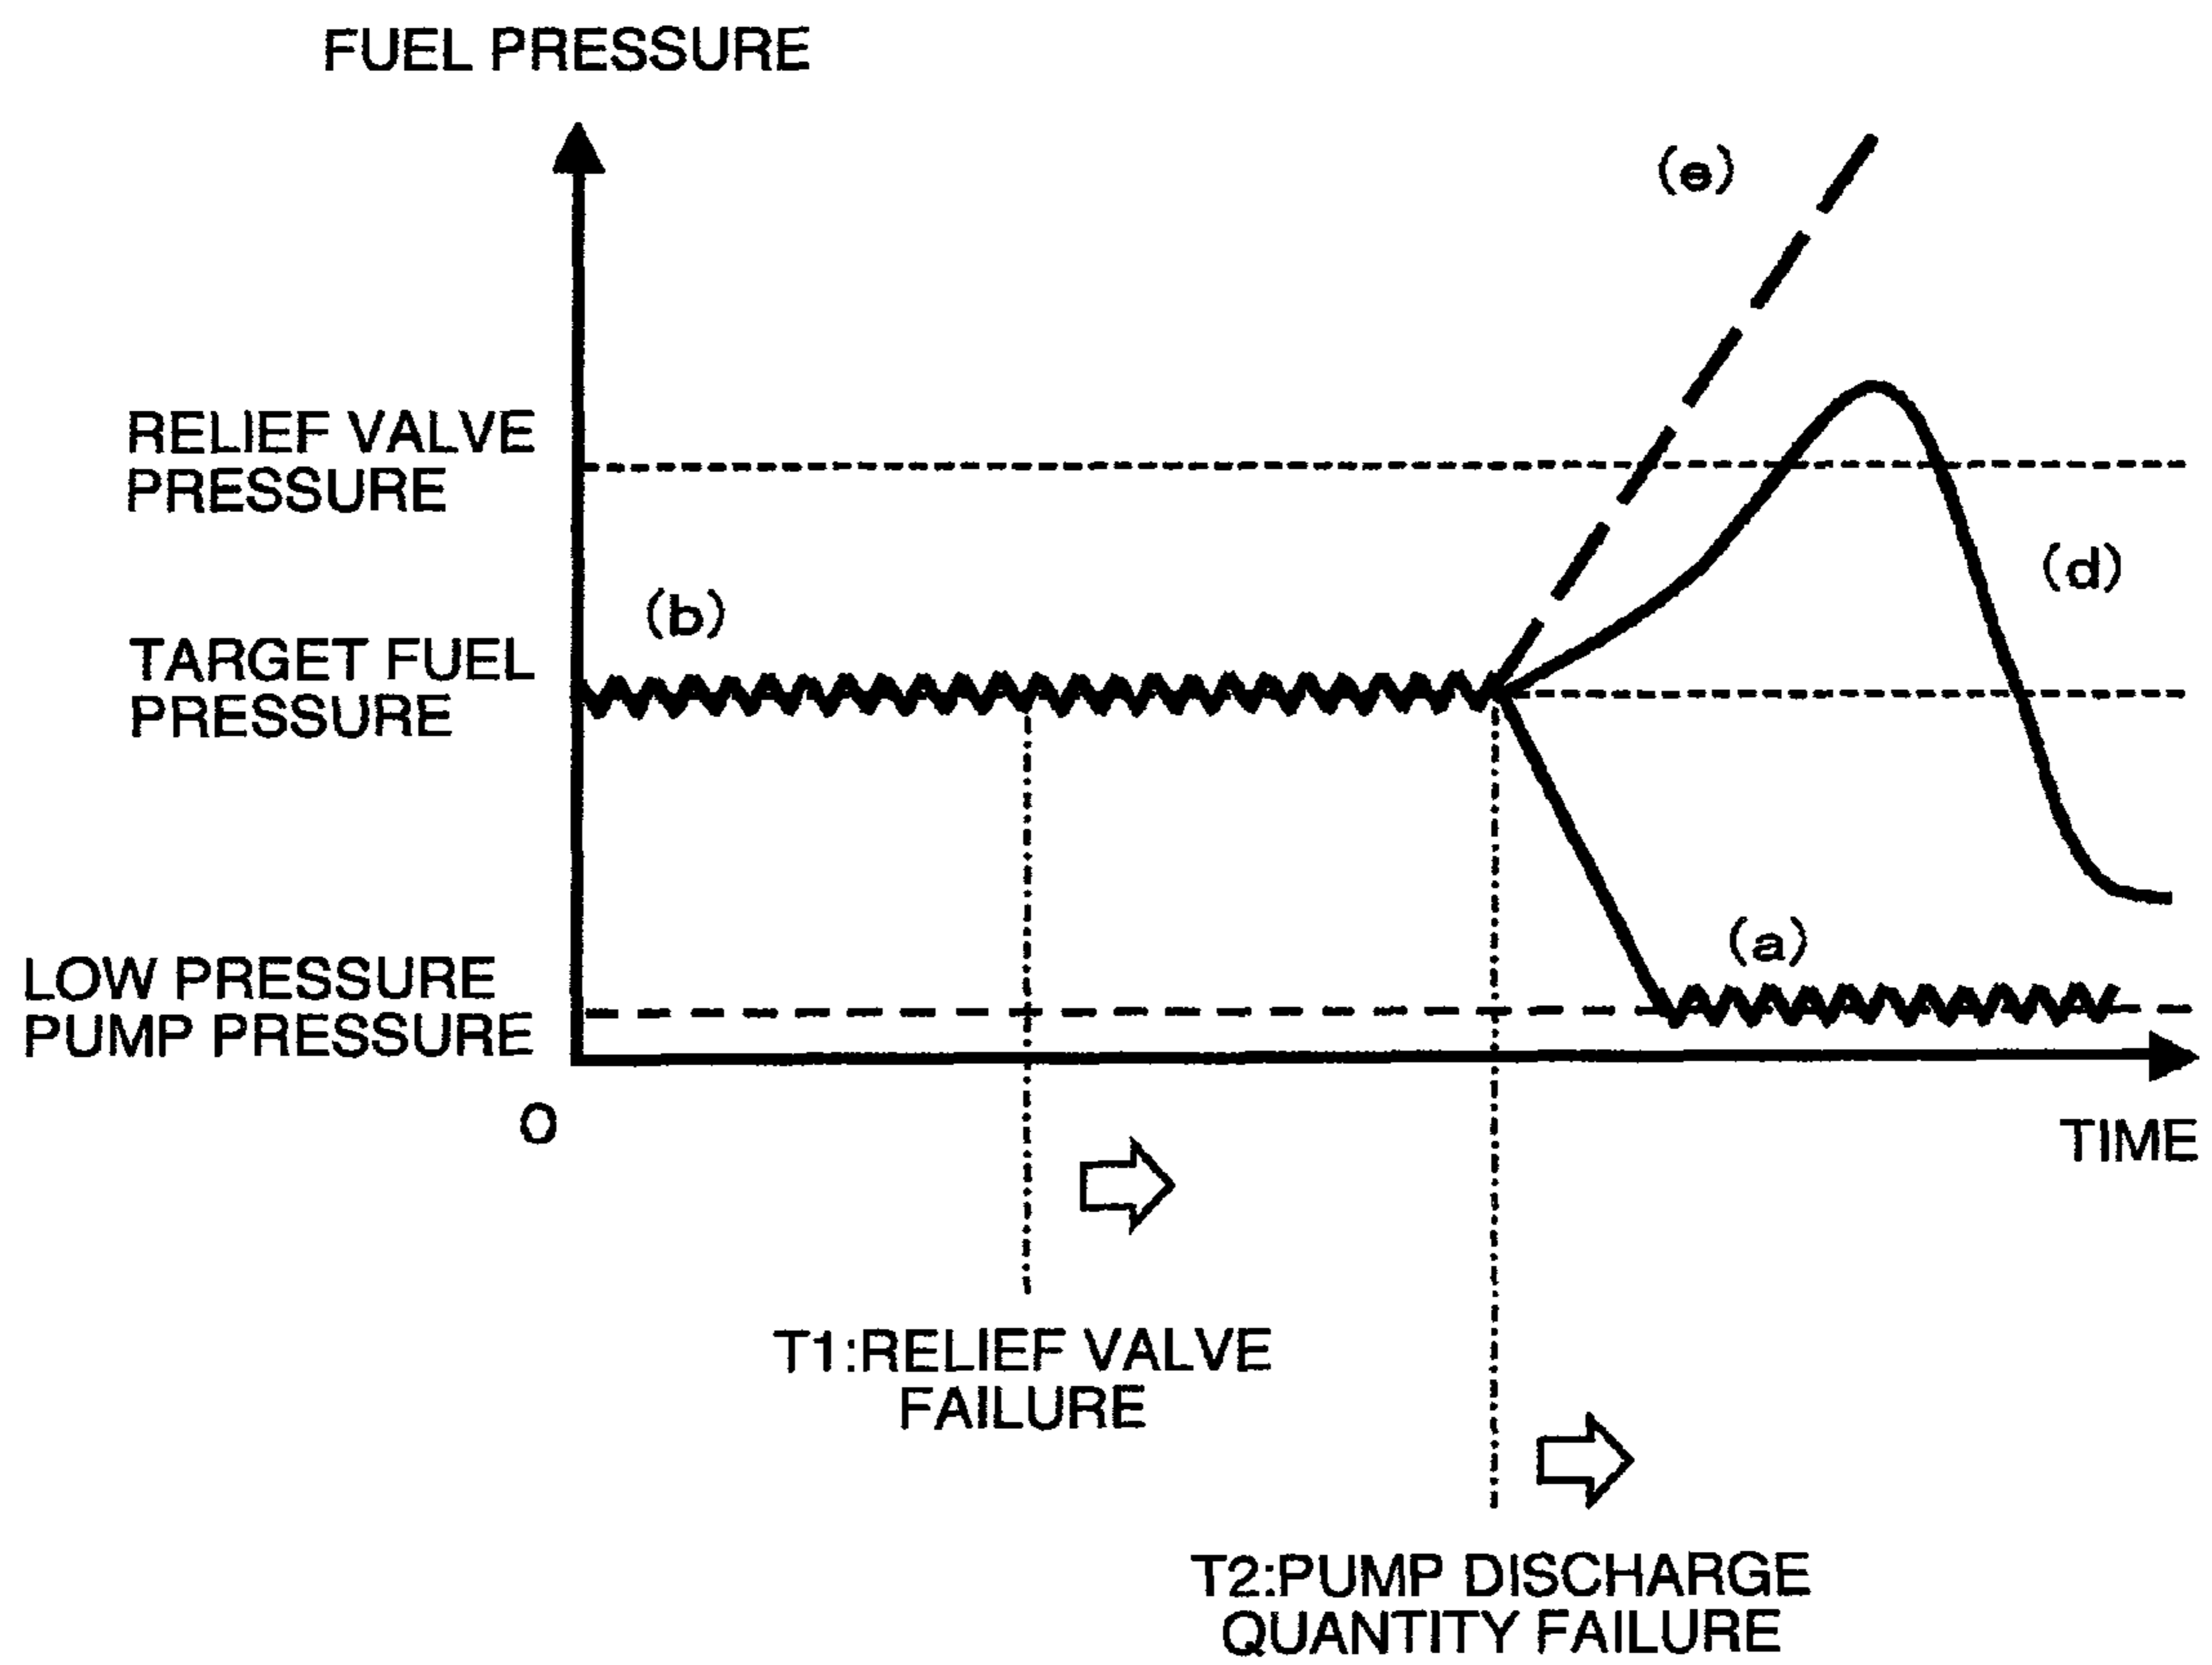 FUEL PRESSURE
(e)
RELIEF VALVE
PRESSURE
(d)
(b)
TARGET FUEL
PRESSURE
(a)
LOW PRESSURE
PUMP PRESSURE
O
TIME
T1:RELIEF VALVE
FAILURE
T2:PUMP DISCHARGE
QUANTITY FAILURE